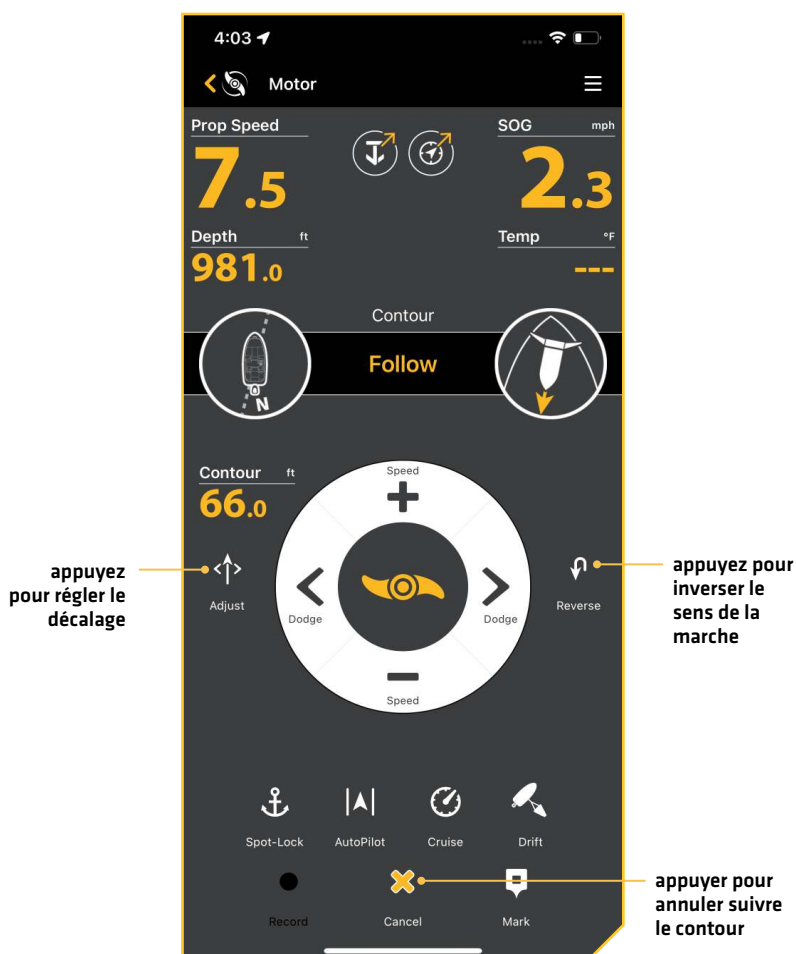 4:03
Motor
Prop Speed
SOG mph
7.5
2.3
Depth ft
Temp °F
981.0
---
Contour
Follow
N
Contour ft
66.0
Speed
+
appuyez
pour régler le
décalage
Adjust
Dodge
Dodge
Reverse
appuyez pour
inverser le
sens de la
marche
−
Speed
Spot-Lock
AutoPilot
Cruise
Drift
Record
Cancel
Mark
appuyer pour
annuler suivre
le contour